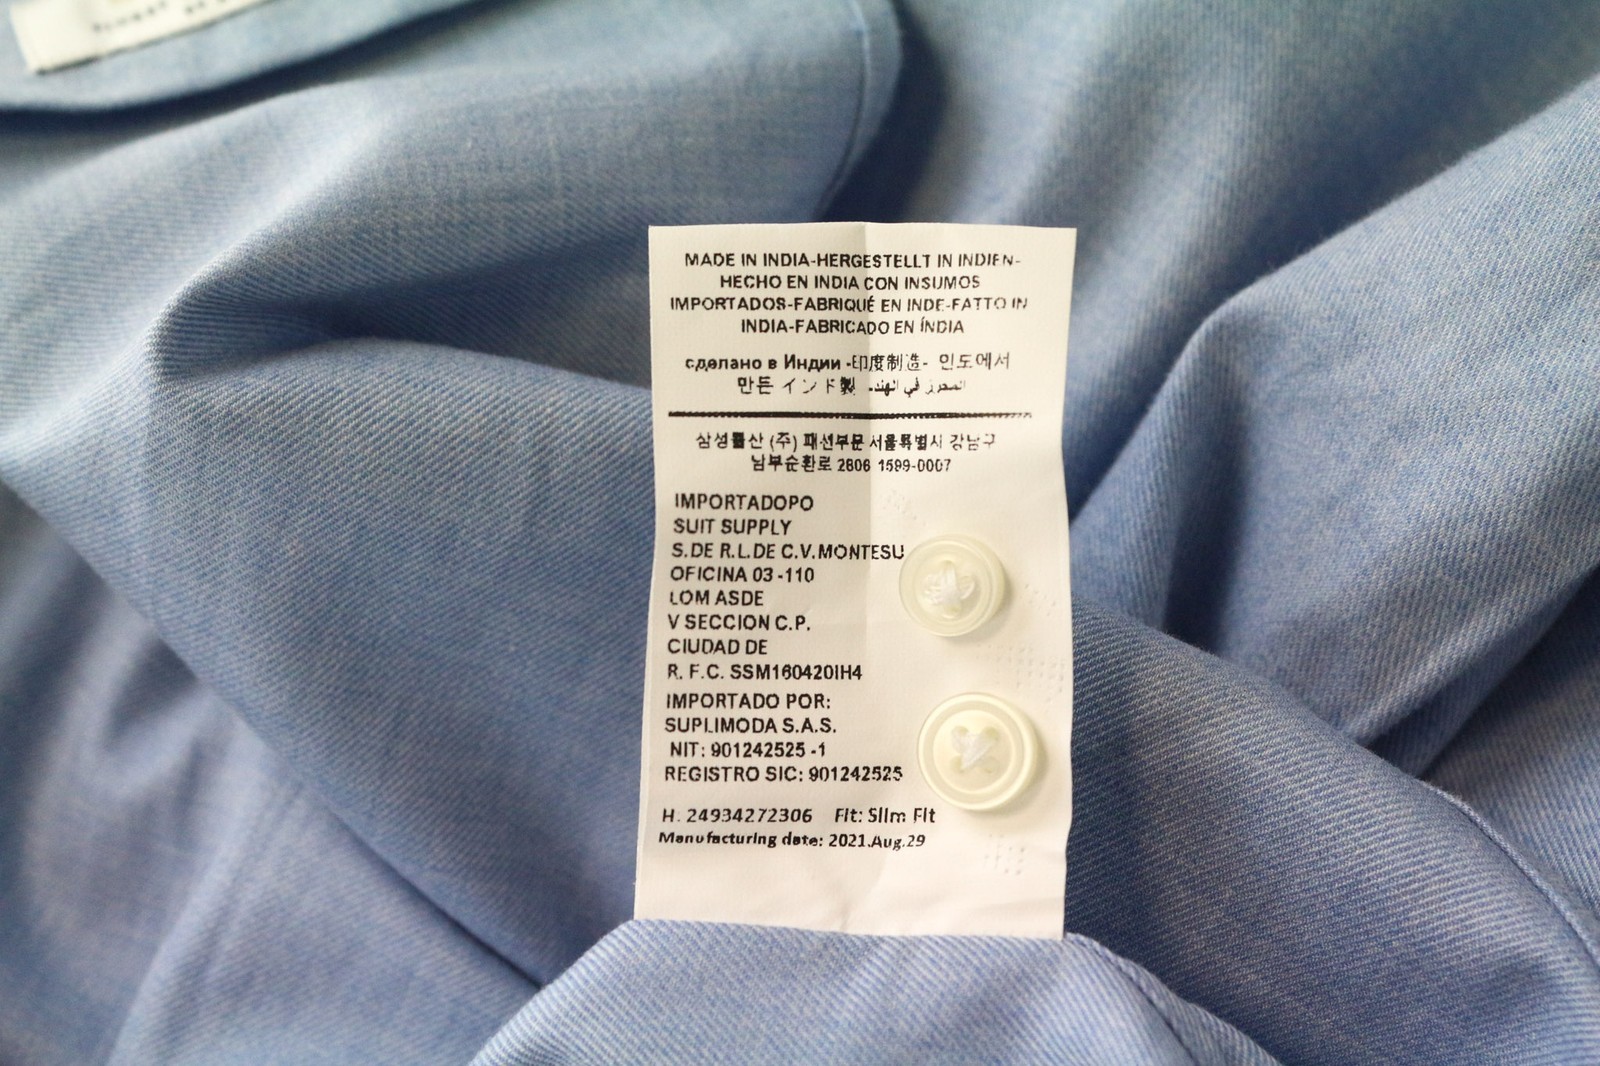 MADE IN INDIA-HERGESTELLT IN INDIEN-
HECHO EN INDIA CON INSUMOS
IMPORTADOS-FABRIQUÉ EN INDE-FATTO IN
INDIA-FABRICADO EN ÍNDIA
сделано в Индии -印度制造- 인도에서
만든 インド製 -المحرز في الهند
삼성물산 (주) 패션부문 서울특별시 강남구
남부순환로 2806 1599-0007
IMPORTADOPO
SUIT SUPPLY
S.DE R.L.DE C.V.MONTESU
OFICINA 03 -110
LOM ASDE
V SECCION C.P.
CIUDAD DE
R. F.C. SSM160420IH4
IMPORTADO POR:
SUPLIMODA S.A.S.
NIT: 901242525 -1
REGISTRO SIC: 901242525
H. 24934272306 Fit: Slim Fit
Manufacturing date: 2021.Aug.29